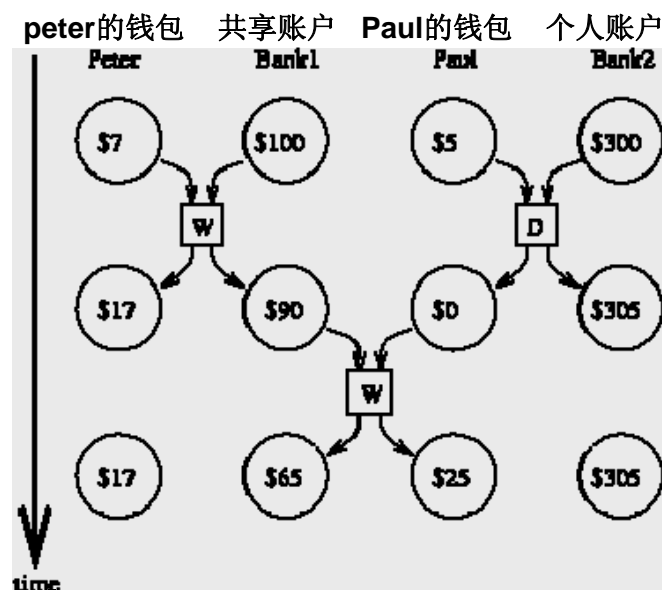 peter的钱包 共享账户 Paul的钱包 个人账户
Peter Bank1 Paul Bank2
$7 $100 $5 $300
W D
$17 $90 $0 $305
W
$17 $65 $25 $305
time